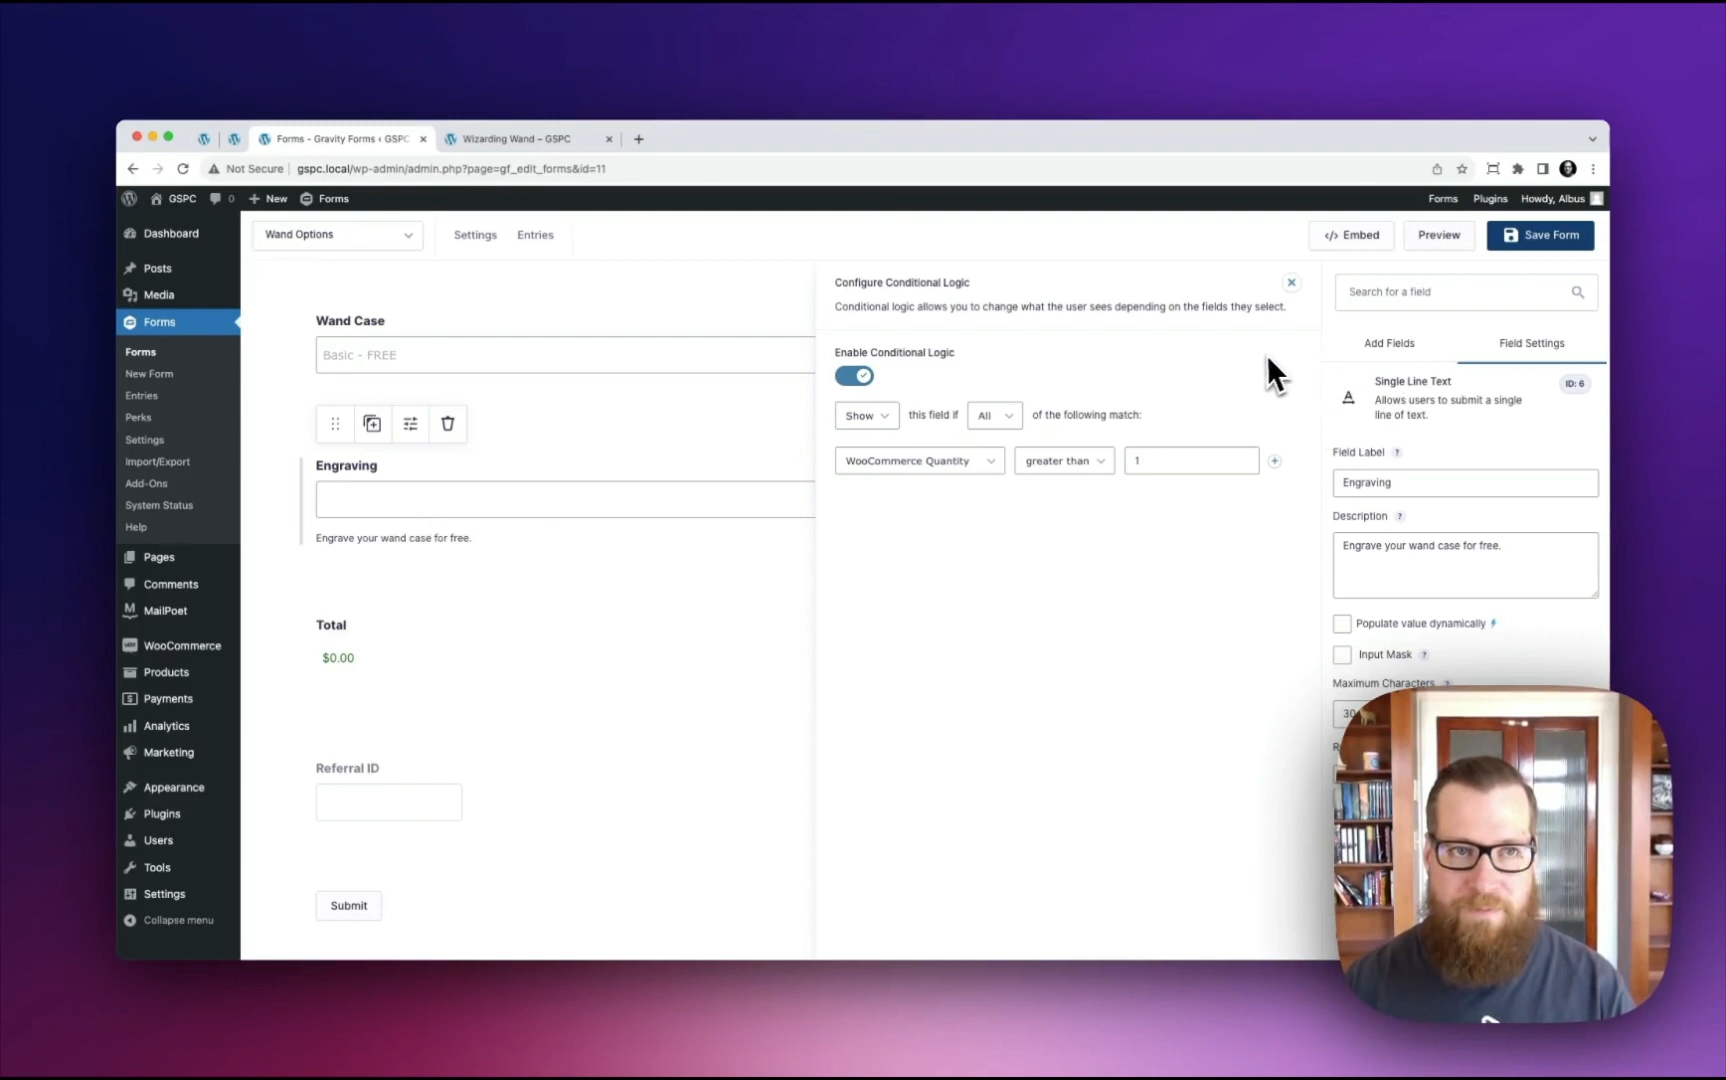 Forms - Gravity Forms ‹ GSPC
Wizarding Wand – GSPC
Not Secure gspc.local/wp-admin/admin.php?page=gf_edit_forms&id=11
GSPC 0 New Forms
Forms Plugins Howdy, Albus
Dashboard
Posts
Media
Forms
Forms
New Form
Entries
Perks
Settings
Import/Export
Add-Ons
System Status
Help
Pages
Comments
MailPoet
WooCommerce
Products
Payments
Analytics
Marketing
Appearance
Plugins
Users
Tools
Settings
Collapse menu
Wand Options
Settings
Entries
Embed
Preview
Save Form
Wand Case
Basic - FREE
Engraving
Engrave your wand case for free.
Total
$0.00
Referral ID
Submit
Configure Conditional Logic
Conditional logic allows you to change what the user sees depending on the fields they select.
Enable Conditional Logic
Show this field if All of the following match:
WooCommerce Quantity greater than 1
Search for a field
Add Fields
Field Settings
Single Line Text
ID: 6
Allows users to submit a single
line of text.
Field Label ?
Engraving
Description ?
Engrave your wand case for free.
Populate value dynamically
Input Mask ?
Maximum Characters
30